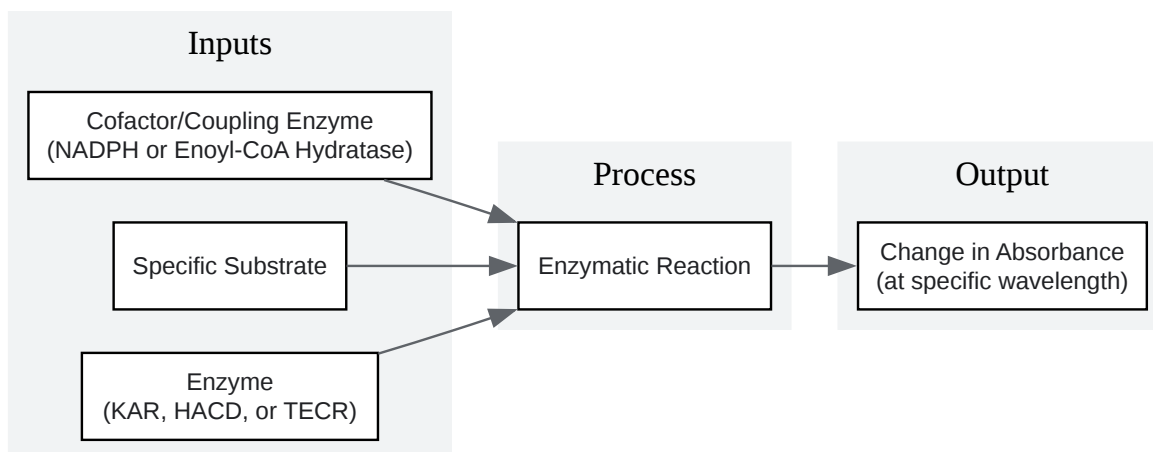 Inputs
Cofactor/Coupling Enzyme
(NADPH or Enoyl-CoA Hydratase)
Specific Substrate
Enzyme
(KAR, HACD, or TECR)
Process
Enzymatic Reaction
Output
Change in Absorbance
(at specific wavelength)